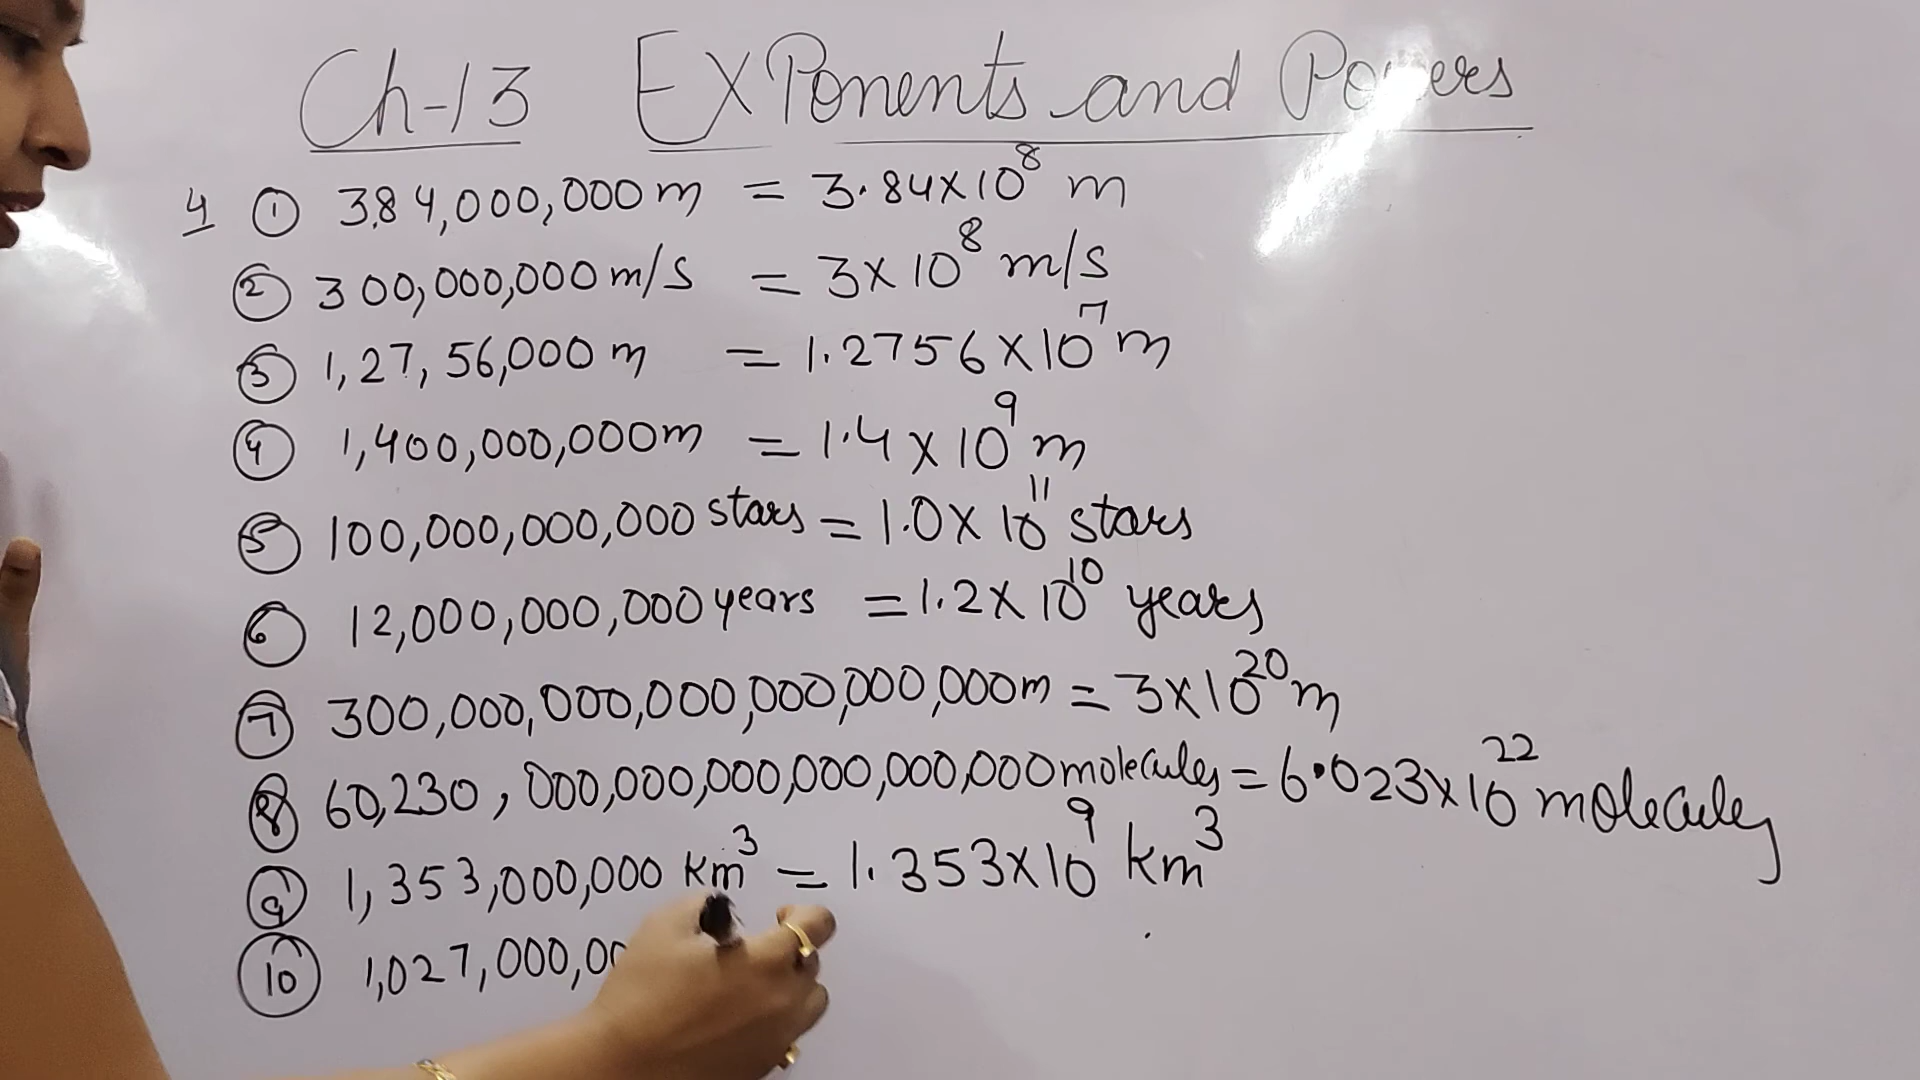 Ch-13 Exponents and Powers
4 ① 384,000,000 m = 3.84×10⁸ m
② 300,000,000 m/s = 3×10⁸ m/s
③ 1,27,56,000 m = 1.2756×10⁷ m
④ 1,400,000,000m = 1.4×10⁹ m
⑤ 100,000,000,000 stars = 1.0×10¹¹ stars
⑥ 12,000,000,000 years = 1.2×10¹⁰ years
⑦ 300,000,000,000,000,000,000m = 3×10²⁰ m
⑧ 60,230,000,000,000,000,000,000 molecules = 6.023×10²² molecules
⑨ 1,353,000,000 km³ = 1.353×10⁹ km³
⑩ 1,027,000,00